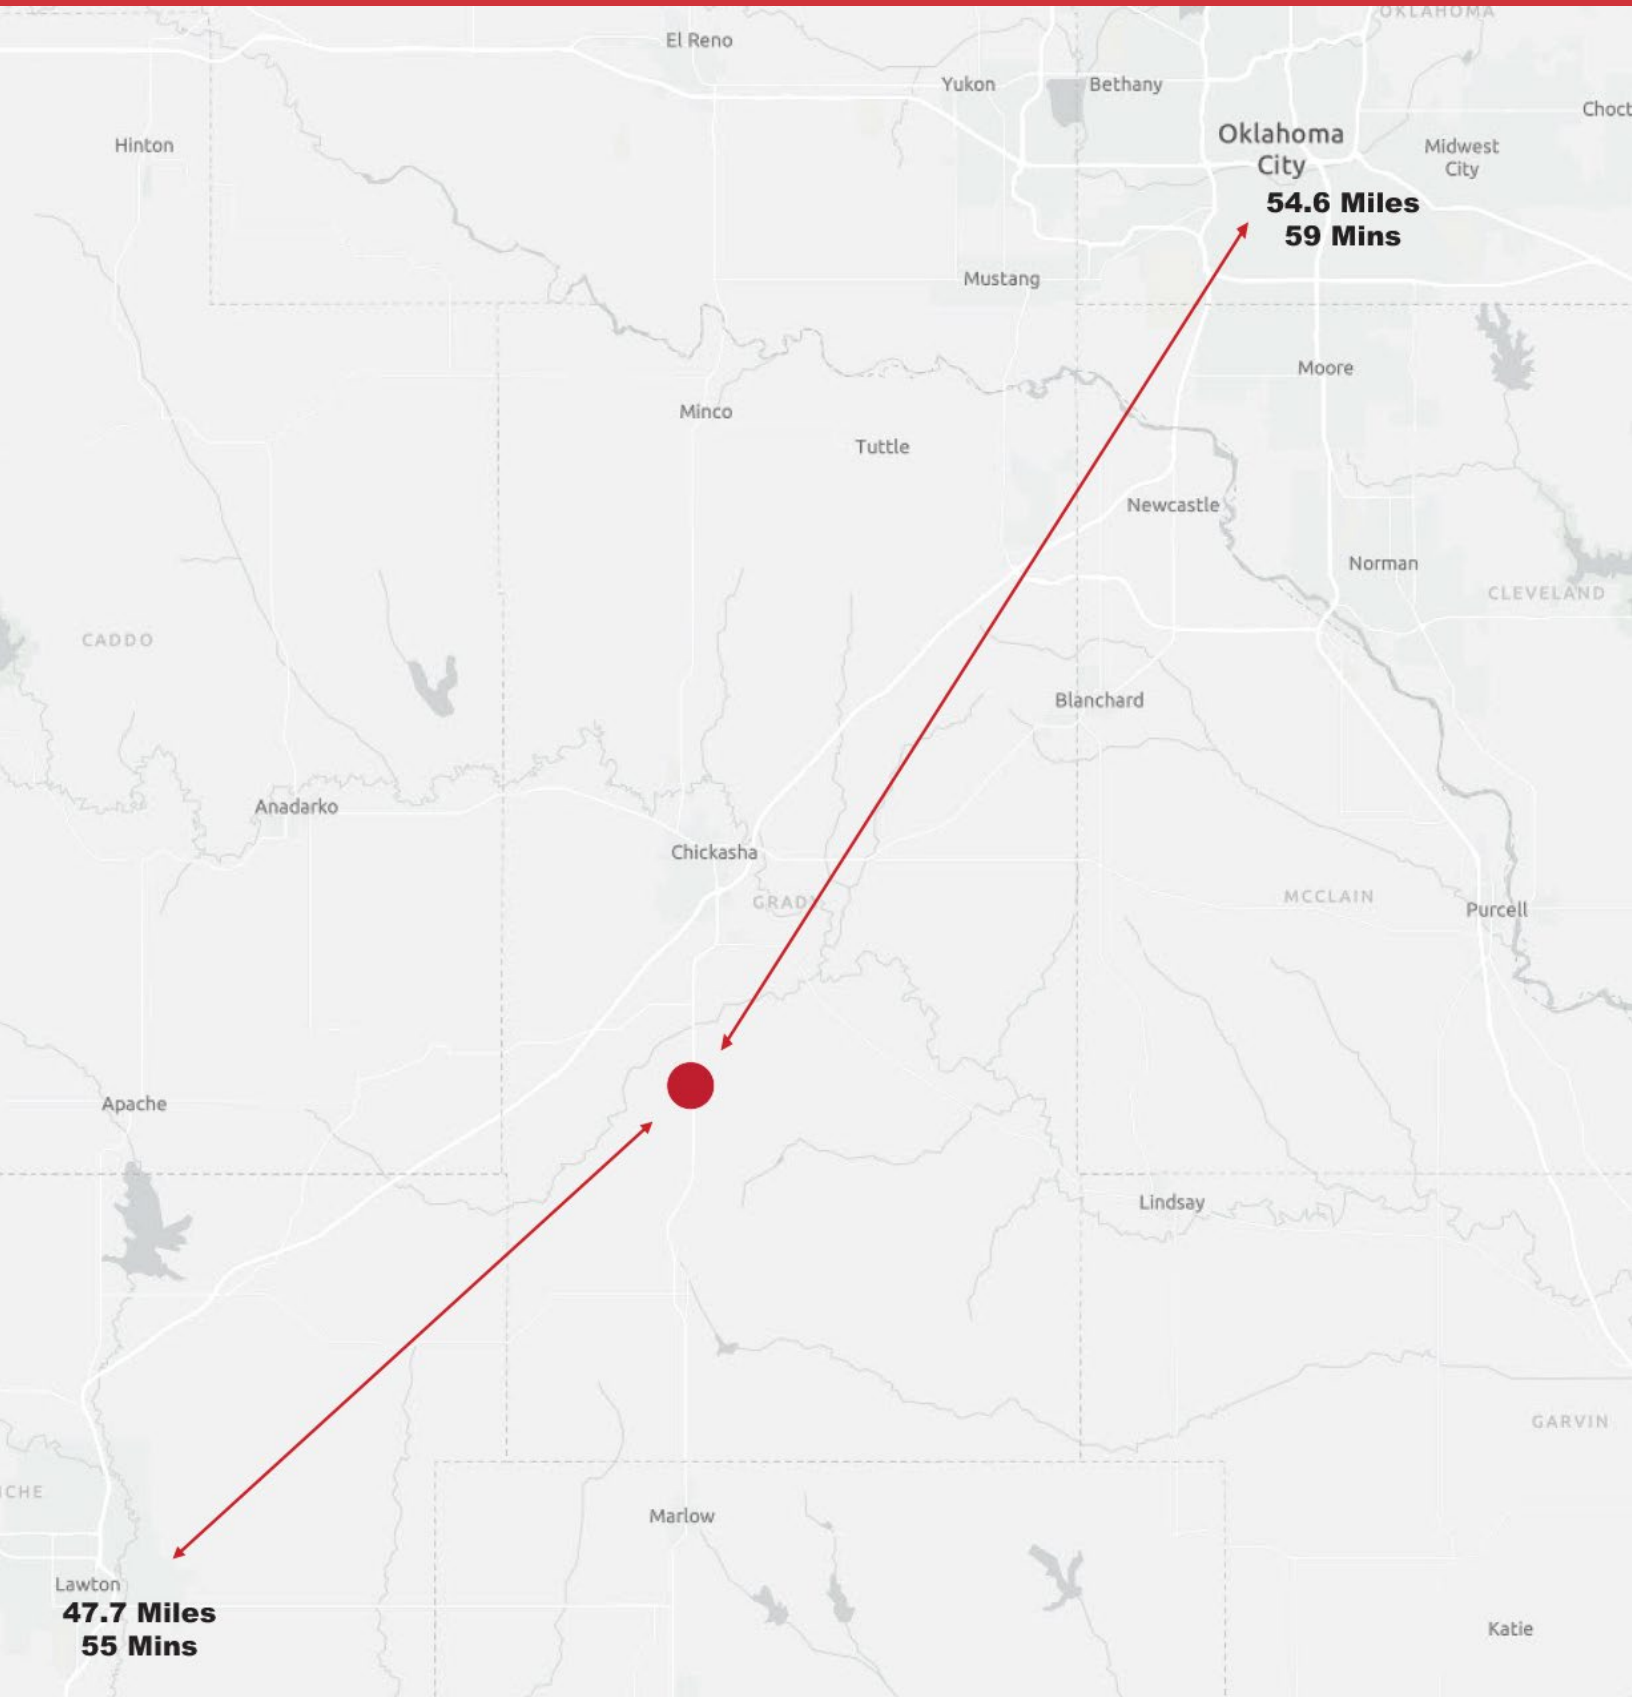 OKLAHOMA
El Reno
Yukon
Bethany
Choct
Hinton
Oklahoma
City
Midwest
City
54.6 Miles
59 Mins
Mustang
Moore
Minco
Tuttle
Newcastle
Norman
CLEVELAND
CADDO
Blanchard
Anadarko
Chickasha
GRAD
MCCLAIN
Purcell
Apache
Lindsay
GARVIN
CHE
Marlow
Lawton
47.7 Miles
55 Mins
Katie